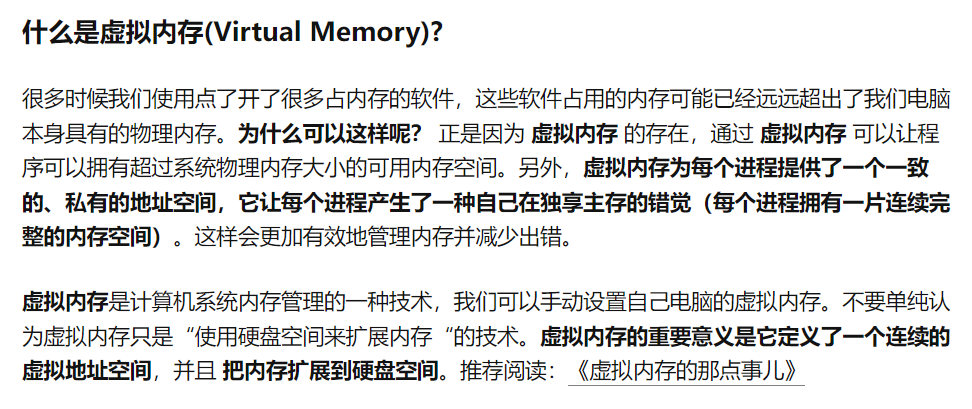 什么是虚拟内存(Virtual Memory)?
很多时候我们使用点了开了很多占内存的软件，这些软件占用的内存可能已经远远超出了我们电脑
本身具有的物理内存。为什么可以这样呢？ 正是因为 虚拟内存 的存在，通过 虚拟内存 可以让程
序可以拥有超过系统物理内存大小的可用内存空间。另外，虚拟内存为每个进程提供了一个一致
的、私有的地址空间，它让每个进程产生了一种自己在独享主存的错觉（每个进程拥有一片连续完
整的内存空间）。这样会更加有效地管理内存并减少出错。
虚拟内存是计算机系统内存管理的一种技术，我们可以手动设置自己电脑的虚拟内存。不要单纯认
为虚拟内存只是“使用硬盘空间来扩展内存“的技术。虚拟内存的重要意义是它定义了一个连续的
虚拟地址空间，并且 把内存扩展到硬盘空间。推荐阅读：《虚拟内存的那点事儿》